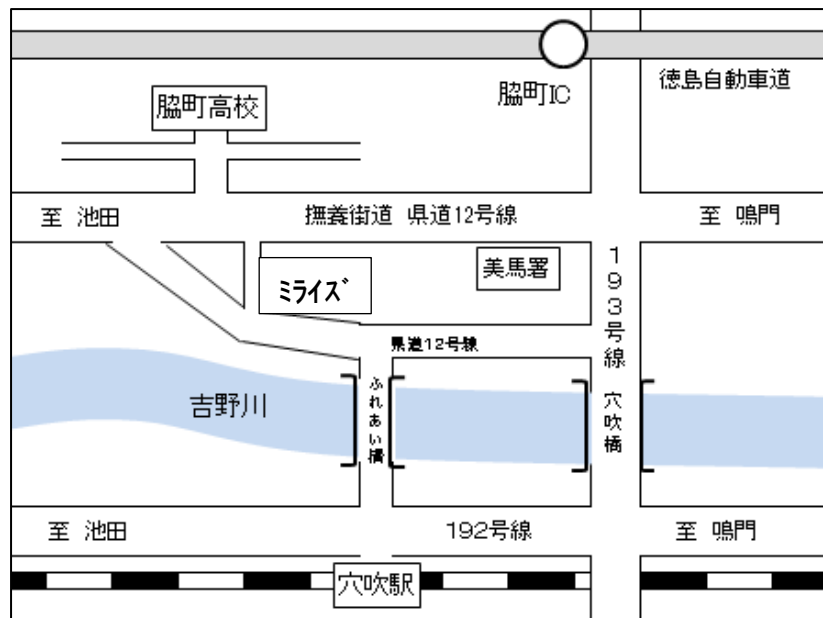 脇町高校
脇町IC
徳島自動車道
至 池田
撫養街道 県道12号線
至 鳴門
ミライズ
美馬署
193号線
県道12号線
吉野川
ふれあい橋
穴吹橋
至 池田
192号線
至 鳴門
穴吹駅